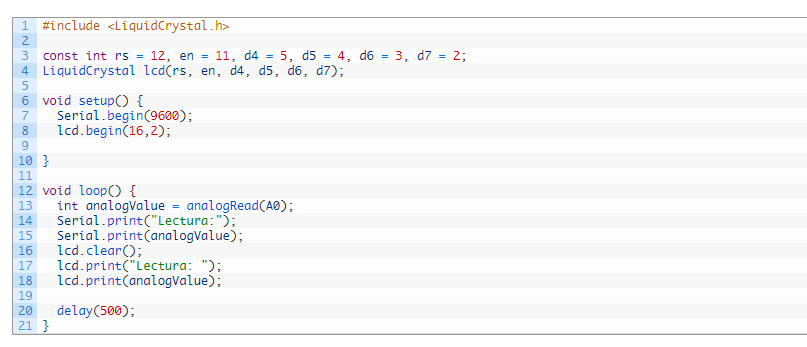 1 #include <LiquidCrystal.h>
2
3 const int rs = 12, en = 11, d4 = 5, d5 = 4, d6 = 3, d7 = 2;
4 LiquidCrystal lcd(rs, en, d4, d5, d6, d7);
5
6 void setup() {
7   Serial.begin(9600);
8   lcd.begin(16,2);
9
10 }
11
12 void loop() {
13   int analogValue = analogRead(A0);
14   Serial.print("Lectura:");
15   Serial.print(analogValue);
16   lcd.clear();
17   lcd.print("Lectura: ");
18   lcd.print(analogValue);
19
20   delay(500);
21 }